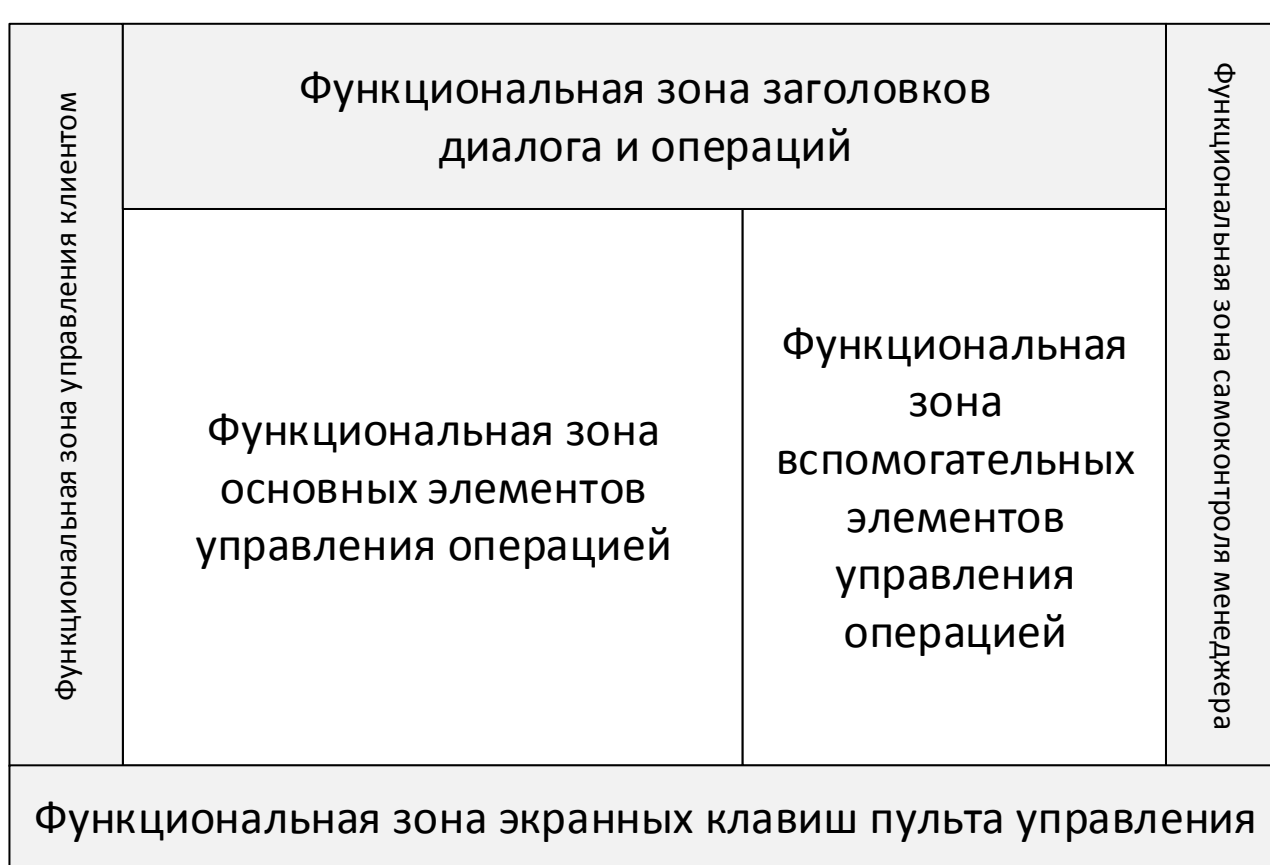 Функциональная зона управления клиентом
Функциональная зона заголовков
диалога и операций
Функциональная зона самоконтроля менеджера
Функциональная зона
основных элементов
управления операцией
Функциональная
зона
вспомогательных
элементов
управления
операцией
Функциональная зона экранных клавиш пульта управления